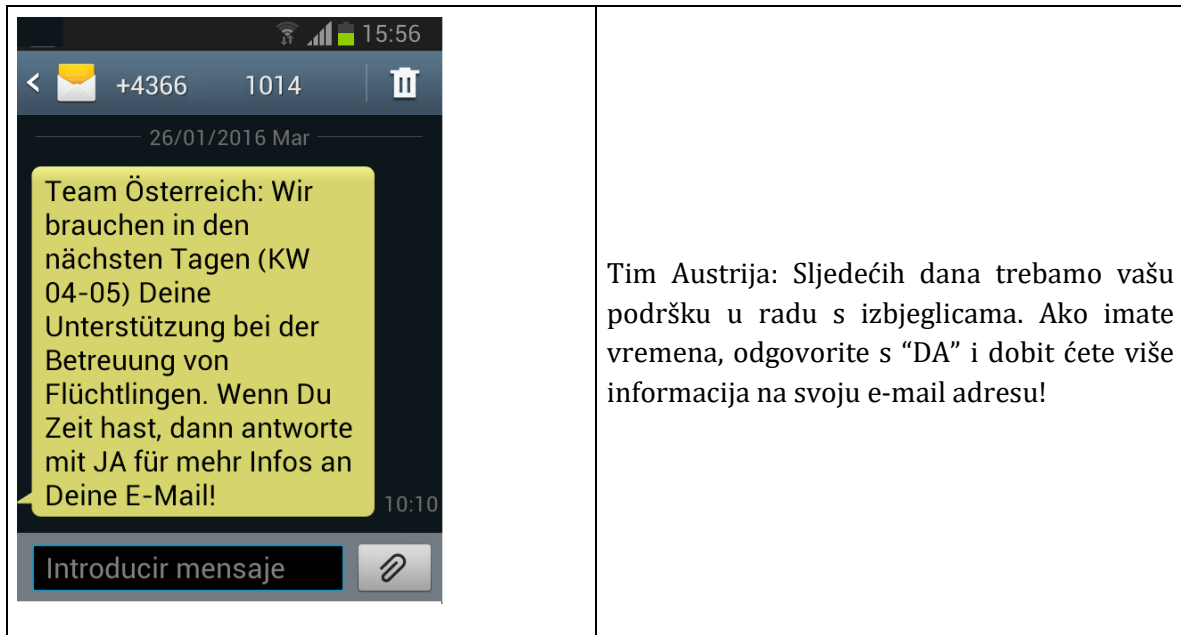 15:56
+4366 1014
26/01/2016 Mar
Team Österreich: Wir
brauchen in den
nächsten Tagen (KW
04-05) Deine
Unterstützung bei der
Betreuung von
Flüchtlingen. Wenn Du
Zeit hast, dann antworte
mit JA für mehr Infos an
Deine E-Mail!
10:10
Introducir mensaje
Tim Austrija: Sljedećih dana trebamo vašu
podršku u radu s izbjeglicama. Ako imate
vremena, odgovorite s “DA” i dobit ćete više
informacija na svoju e-mail adresu!